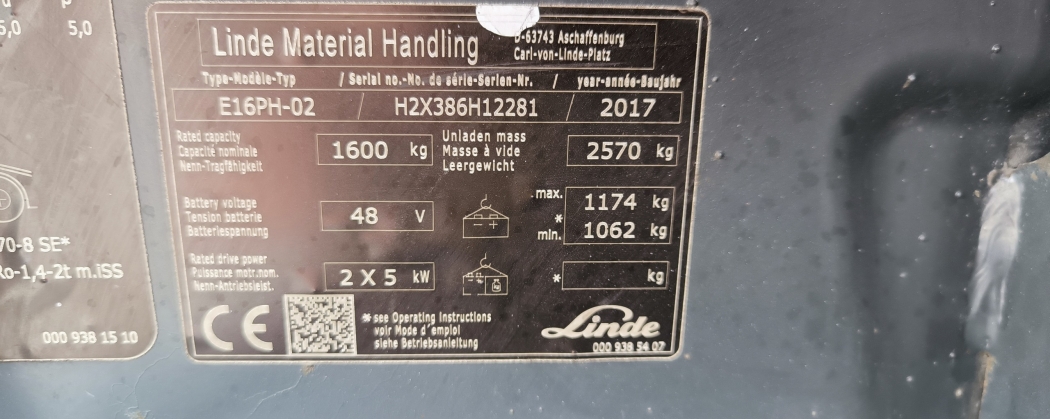 5,0
Linde Material Handling
D-63743 Aschaffenburg
Carl-von-Linde-Platz
Type-Modèle-Typ / Serial no.-No. de série-Serien-Nr. / year-année-Baujahr
E16PH-02 / H2X386H12281 / 2017
Rated capacity
Capacité nominale
Nenn-Tragfähigkeit
1600 kg
Unladen mass
Masse à vide
Leergewicht
2570 kg
Battery voltage
Tension batterie
Batteriespannung
48 V
- +
max. 1174 kg
*
min. 1062 kg
Rated drive power
Puissance motr.nom.
Nenn-Antriebsleist.
2 X 5 kW
* kg
CE
* see Operating Instructions
voir Mode d'emploi
siehe Betriebsanleitung
Linde
000 938 54 07
70-8 SE*
Ro-1,4-2t m.iSS
000 938 15 10